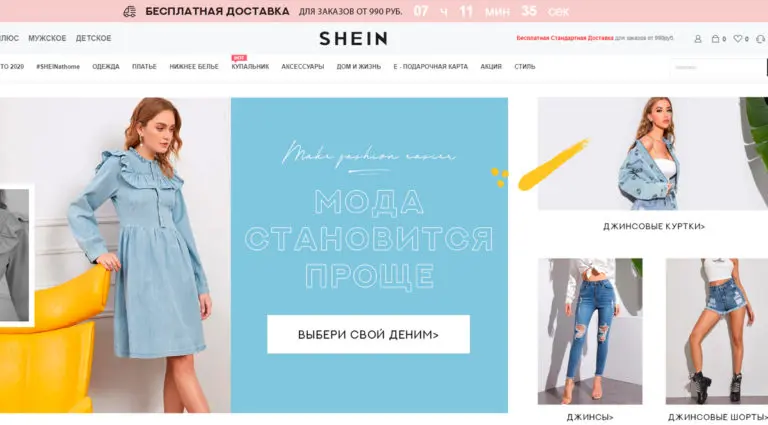 БЕСПЛАТНАЯ ДОСТАВКА ДЛЯ ЗАКАЗОВ ОТ 990 РУБ. 07 ч 11 мин 35 сек
ЛЮС МУЖСКОЕ ДЕТСКОЕ
SHEIN
Бесплатная Стандартная Доставка для заказов от 990руб.
0 0
ТО 2020 #SHEINathome ОДЕЖДА ПЛАТЬЕ НИЖНЕЕ БЕЛЬЕ КУПАЛЬНИК АКСЕССУАРЫ ДОМ И ЖИЗНЬ Е - ПОДАРОЧНАЯ КАРТА АКЦИЯ СТИЛЬ
HOT
Make fashion easier
МОДА
СТАНОВИТСЯ
ПРОЩЕ
ВЫБЕРИ СВОЙ ДЕНИМ>
ДЖИНСОВЫЕ КУРТКИ>
ДЖИНСЫ>
ДЖИНСОВЫЕ ШОРТЫ>